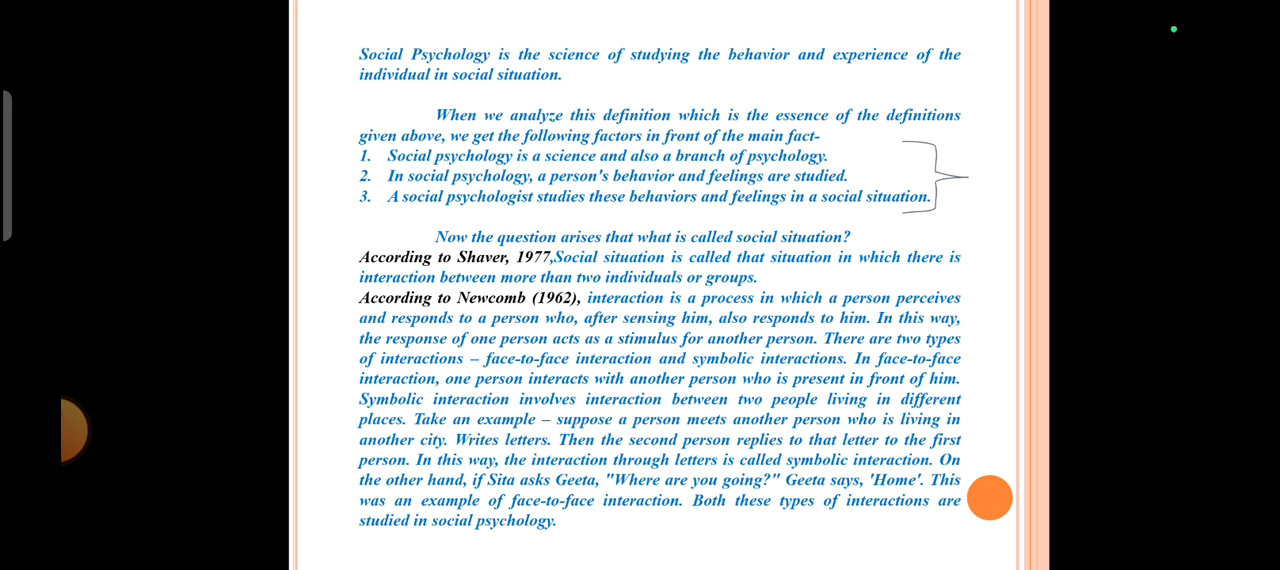 Social Psychology is the science of studying the behavior and experience of the
individual in social situation.
When we analyze this definition which is the essence of the definitions
given above, we get the following factors in front of the main fact-
1. Social psychology is a science and also a branch of psychology.
2. In social psychology, a person's behavior and feelings are studied.
3. A social psychologist studies these behaviors and feelings in a social situation.
Now the question arises that what is called social situation?
According to Shaver, 1977,Social situation is called that situation in which there is
interaction between more than two individuals or groups.
According to Newcomb (1962), interaction is a process in which a person perceives
and responds to a person who, after sensing him, also responds to him. In this way,
the response of one person acts as a stimulus for another person. There are two types
of interactions – face-to-face interaction and symbolic interactions. In face-to-face
interaction, one person interacts with another person who is present in front of him.
Symbolic interaction involves interaction between two people living in different
places. Take an example – suppose a person meets another person who is living in
another city. Writes letters. Then the second person replies to that letter to the first
person. In this way, the interaction through letters is called symbolic interaction. On
the other hand, if Sita asks Geeta, "Where are you going?" Geeta says, 'Home'. This
was an example of face-to-face interaction. Both these types of interactions are
studied in social psychology.